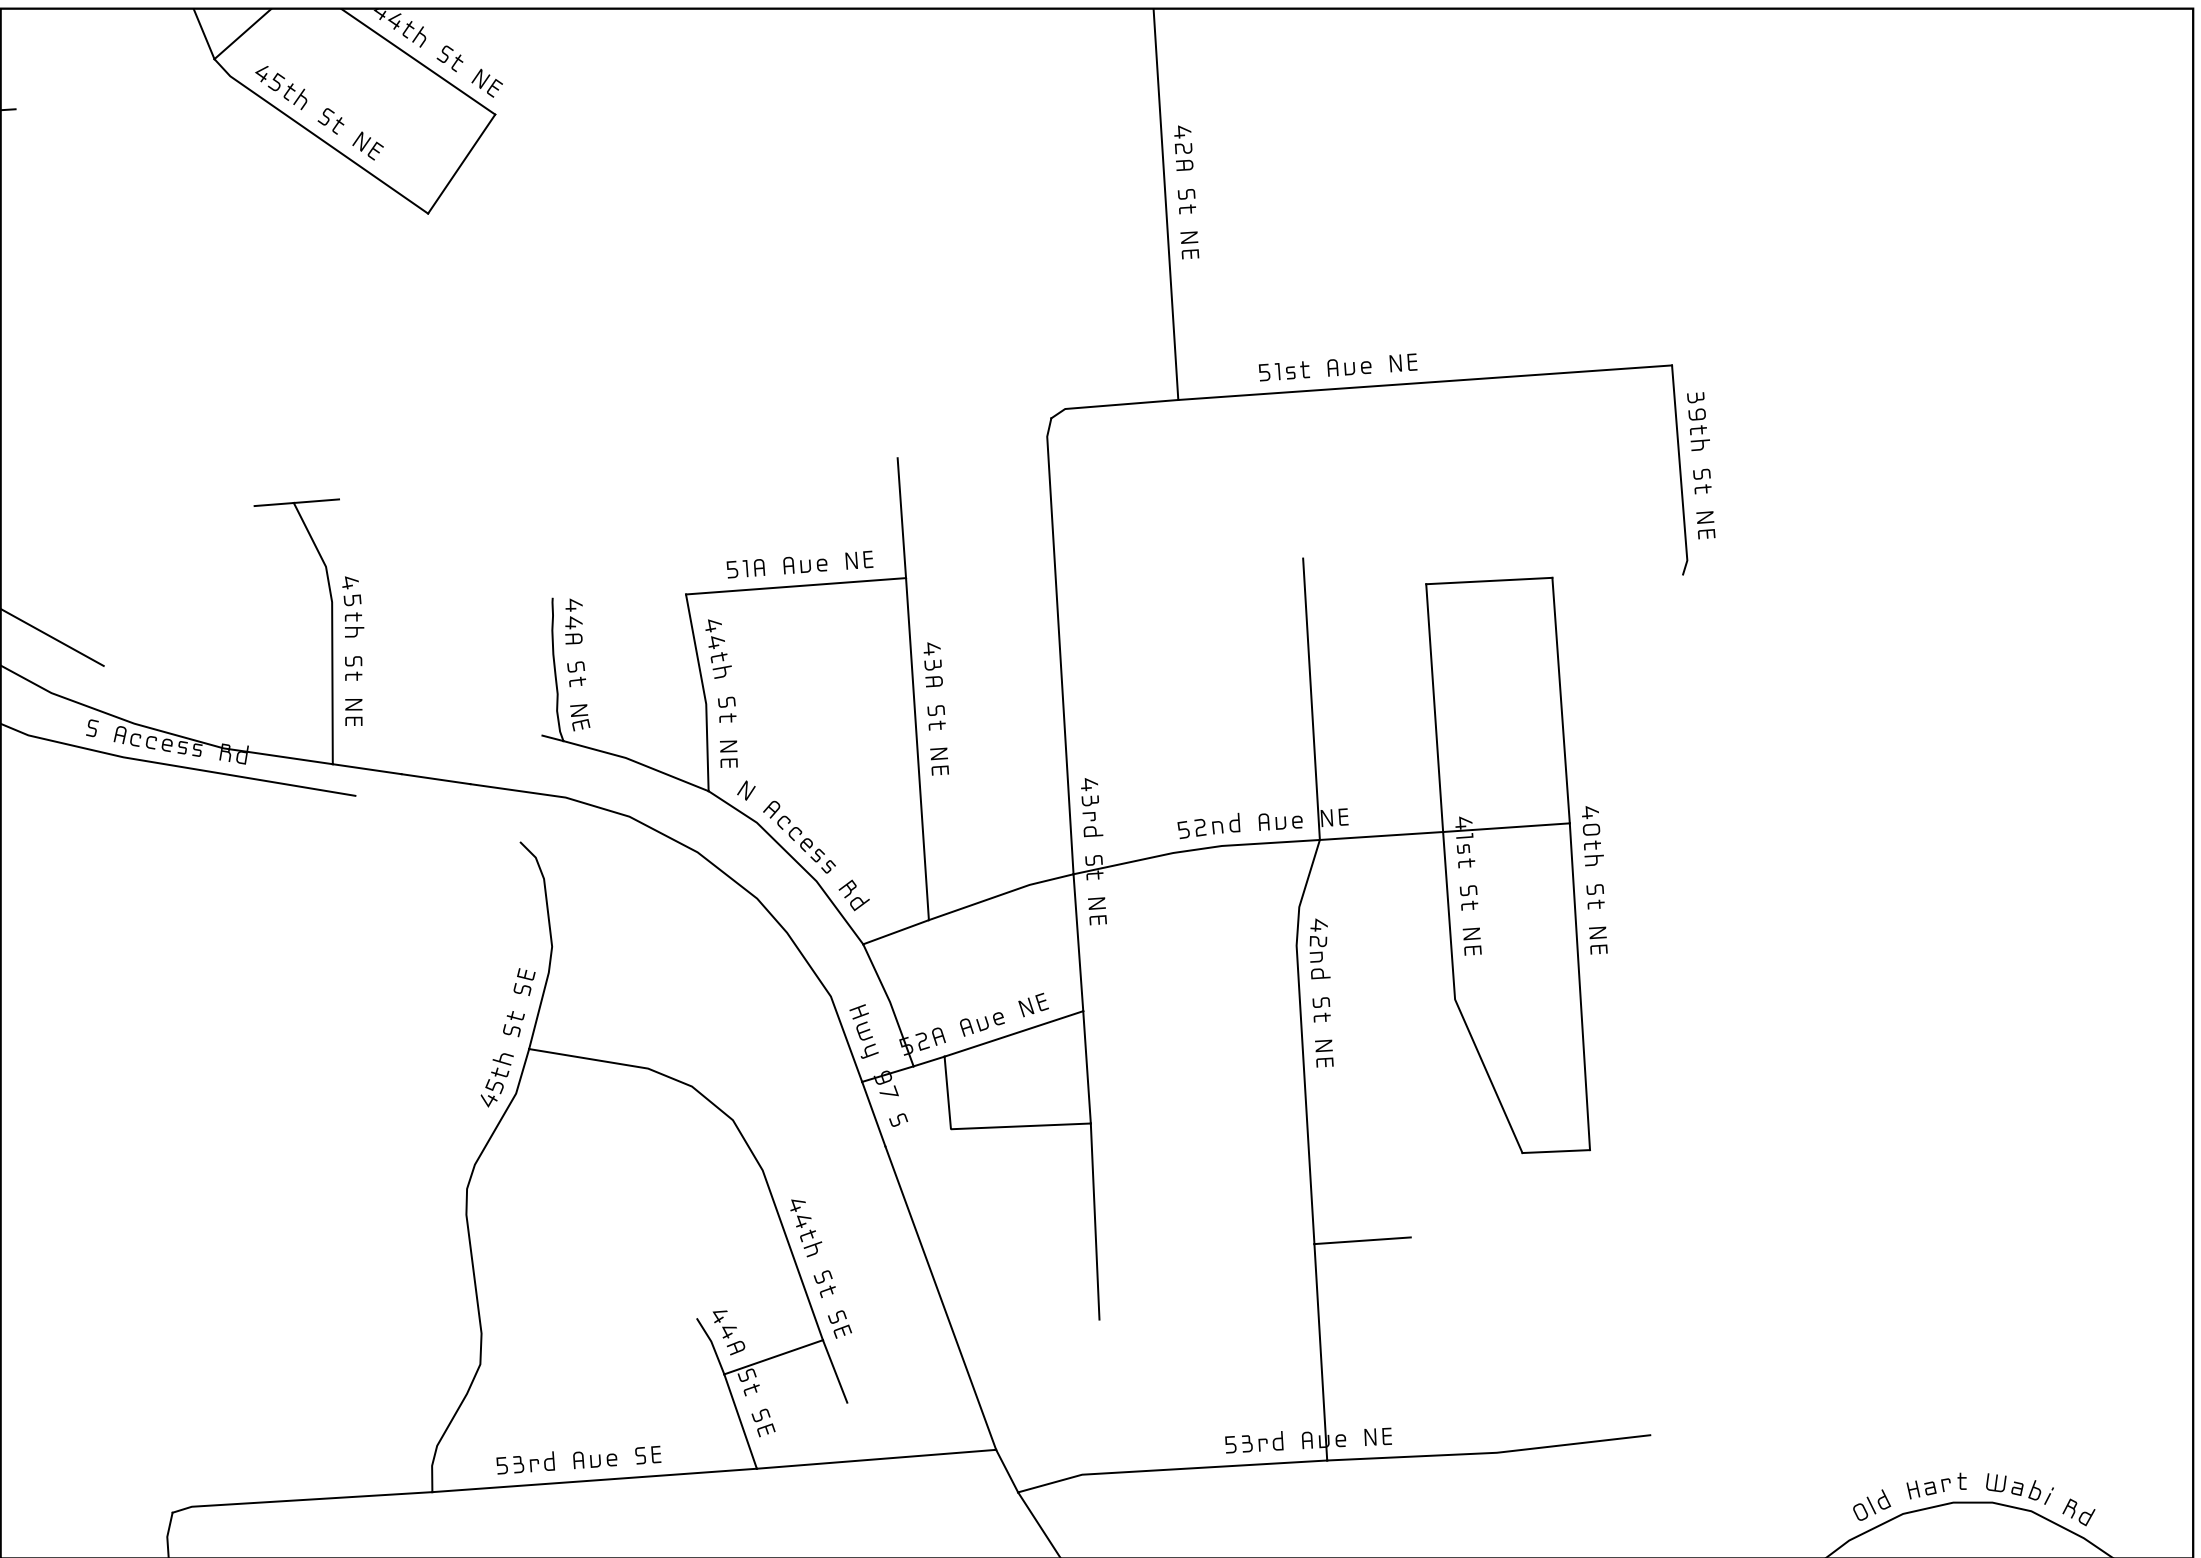 44th St NE
45th St NE
42A St NE
51st Ave NE
39th St NE
51A Ave NE
45th St NE
44A St NE
44th St NE
43A St NE
S Access Rd
N Access Rd
43rd St NE
52nd Ave NE
41st St NE
40th St NE
42nd St NE
45th St SE
Hwy 97 S
52A Ave NE
44th St SE
44A St SE
53rd Ave SE
53rd Ave NE
Old Hart Wabi Rd